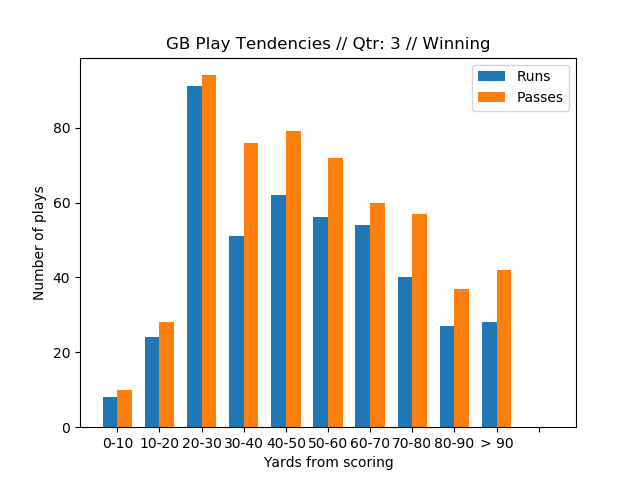 GB Play Tendencies // Qtr: 3 // Winning
Runs
Passes
Number of plays
80
60
40
20
0
0-10 10-20 20-30 30-40 40-50 50-60 60-70 70-80 80-90 > 90
Yards from scoring